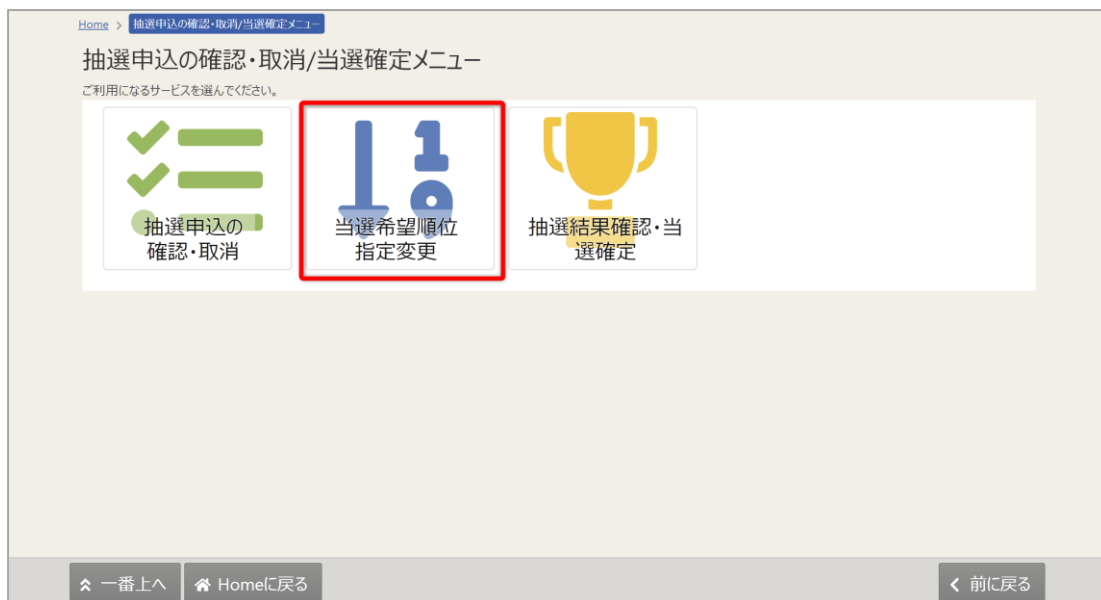 Home > 抽選申込の確認・取消/当選確定メニュー
抽選申込の確認・取消/当選確定メニュー
ご利用になるサービスを選んでください。
抽選申込の
確認・取消
当選希望順位
指定変更
抽選結果確認・当
選確定
一番上へ
Homeに戻る
前に戻る